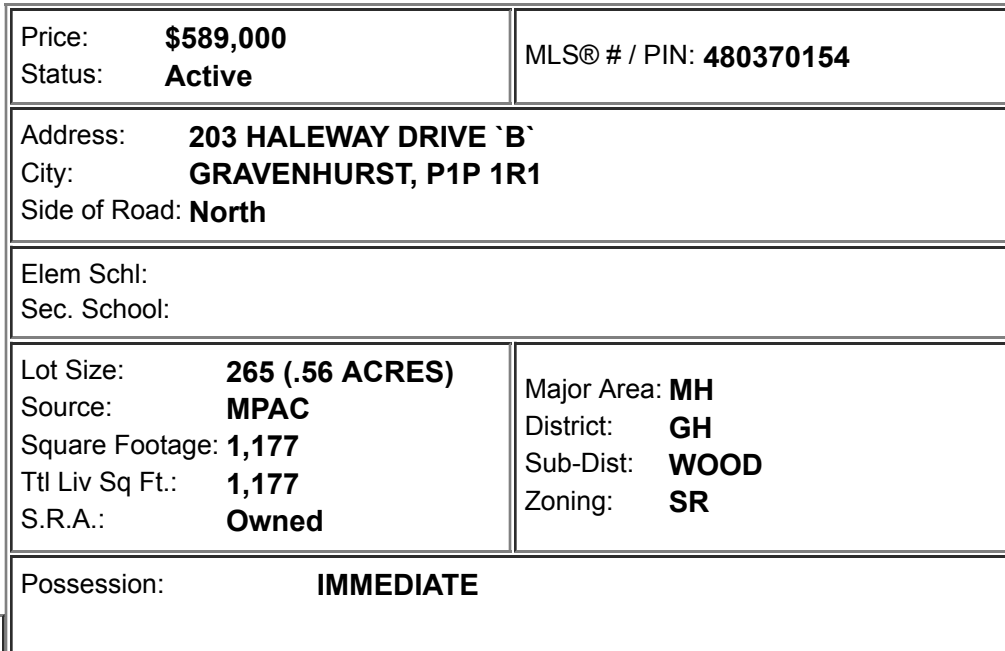 Price: $589,000
Status: Active
MLS® # / PIN: 480370154
Address: 203 HALEWAY DRIVE `B`
City: GRAVENHURST, P1P 1R1
Side of Road: North
Elem Schl:
Sec. School:
Lot Size: 265 (.56 ACRES)
Source: MPAC
Square Footage: 1,177
Ttl Liv Sq Ft.: 1,177
S.R.A.: Owned
Major Area: MH
District: GH
Sub-Dist: WOOD
Zoning: SR
Possession: IMMEDIATE